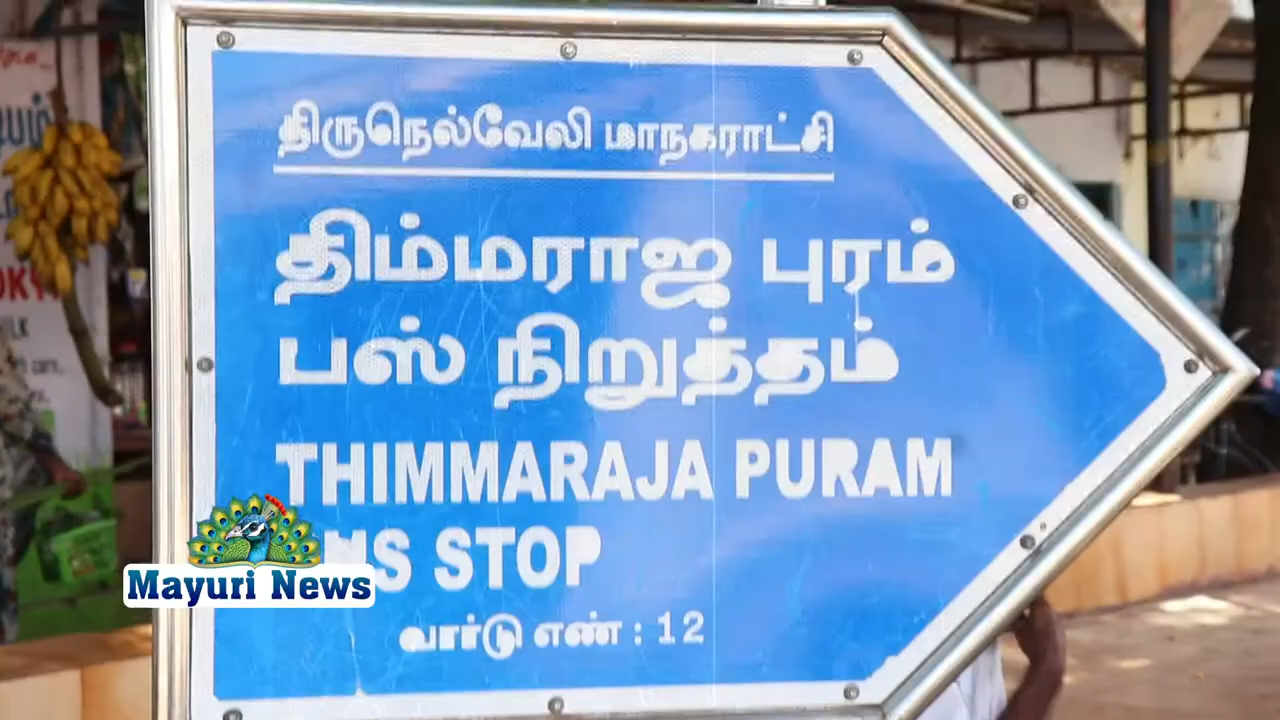 திருநெல்வேலி மாநகராட்சி
திம்மராஜ புரம்
பஸ் நிறுத்தம்
THIMMARAJA PURAM
STOP
வார்டு எண் : 12
Mayuri News